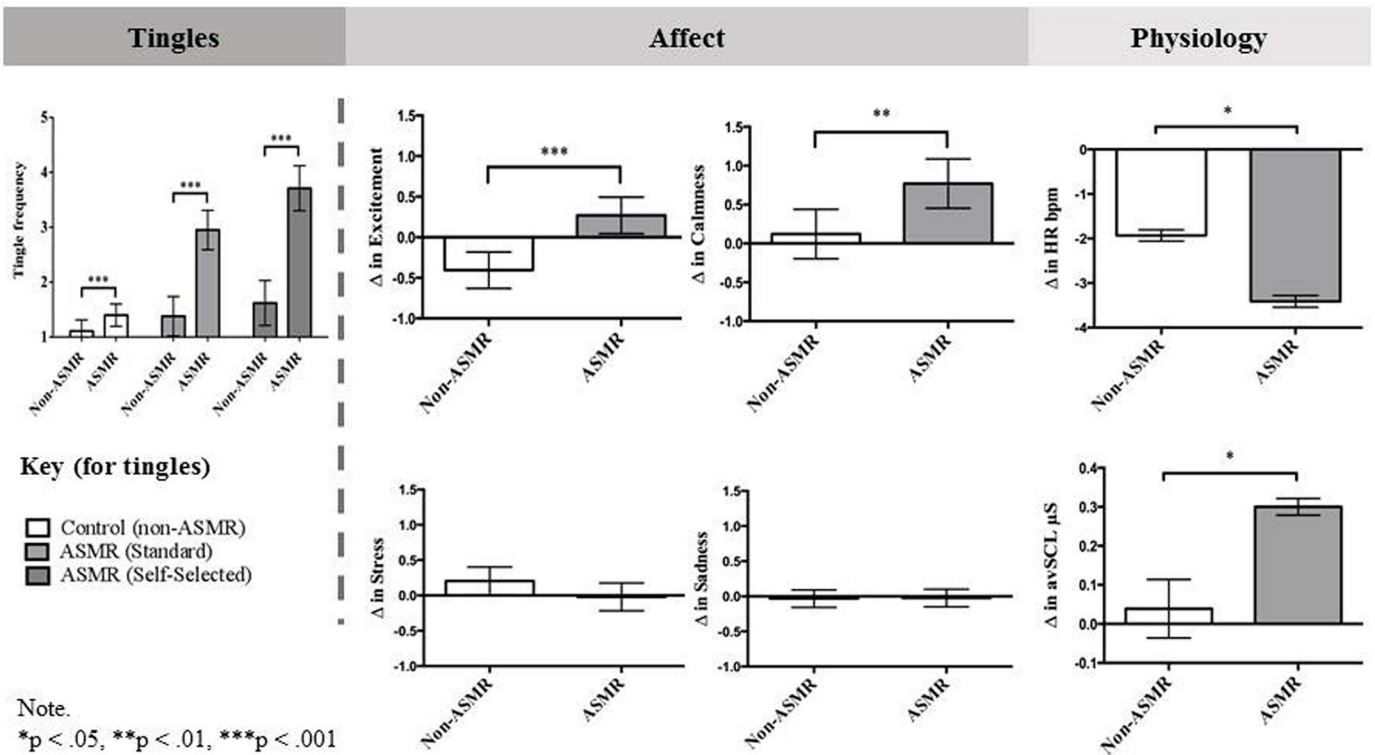 Tingles
Affect
Physiology
Tingle frequency
5
4
3
2
1
***
***
***
Non-ASMR
ASMR
Non-ASMR
ASMR
Non-ASMR
ASMR
Key (for tingles)
Control (non-ASMR)
ASMR (Standard)
ASMR (Self-Selected)
Note.
*p < .05, **p < .01, ***p < .001
Δ in Excitement
1.5
1.0
0.5
0.0
-0.5
-1.0
***
Non-ASMR
ASMR
Δ in Calmness
1.5
1.0
0.5
0.0
-0.5
-1.0
**
Non-ASMR
ASMR
Δ in HR bpm
0
-1
-2
-3
-4
*
Non-ASMR
ASMR
Δ in Stress
1.5
1.0
0.5
0.0
-0.5
-1.0
Non-ASMR
ASMR
Δ in Sadness
1.5
1.0
0.5
0.0
-0.5
-1.0
Non-ASMR
ASMR
Δ in avSCL µS
0.4
0.3
0.2
0.1
0.0
-0.1
*
Non-ASMR
ASMR